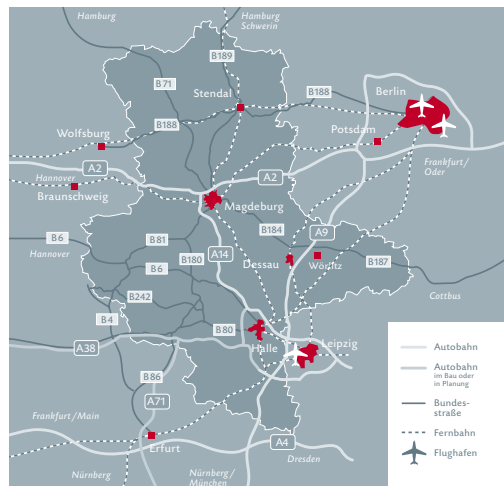 Hamburg
Hamburg
Schwerin
B189
B71
Stendal
B188
Berlin
B188
Wolfsburg
Potsdam
A2
Hannover
A2
Frankfurt/
Oder
Braunschweig
Magdeburg
B184
A9
B6
B81
Hannover
A14
B180
Dessau
Wörlitz
B187
B6
B242
Cottbus
B4
B80
A38
Halle
Leipzig
B86
A71
Frankfurt/Main
Erfurt
A4
Dresden
Nürnberg
Nürnberg/
München
Autobahn
Autobahn
im Bau oder
in Planung
Bundes-
straße
Fernbahn
Flughafen